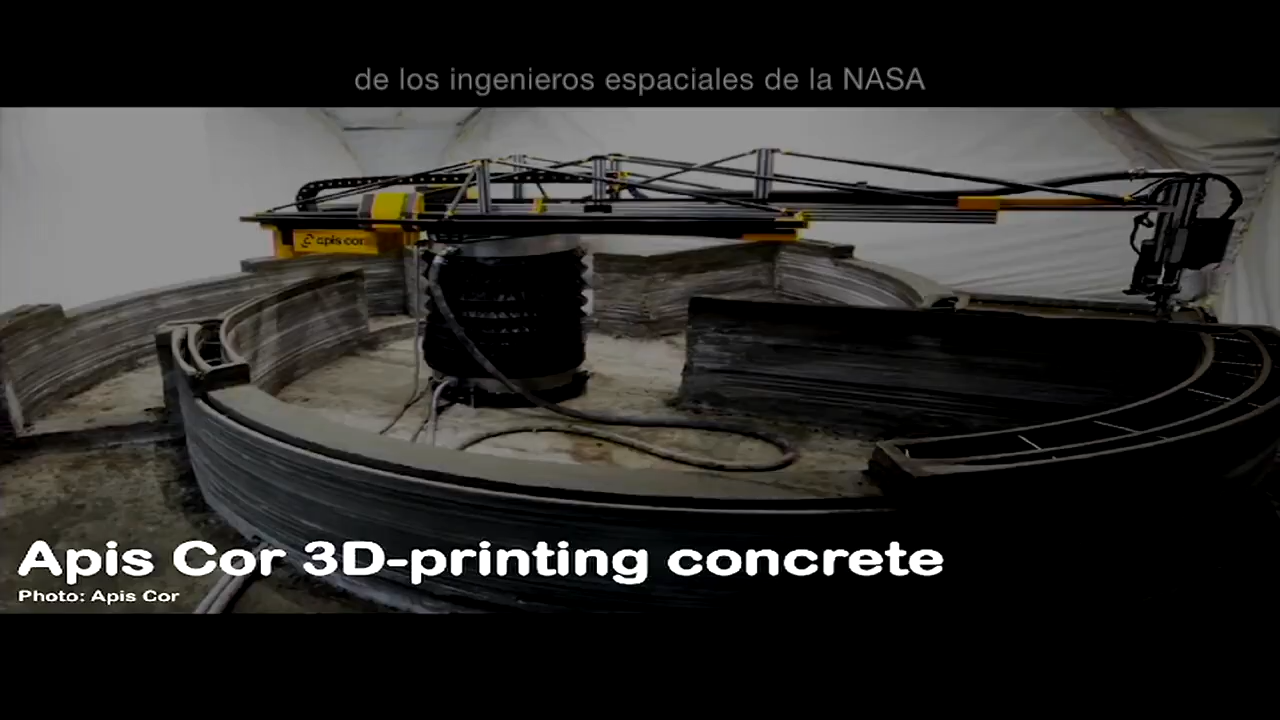 de los ingenieros espaciales de la NASA
apis cor
Apis Cor 3D-printing concrete
Photo: Apis Cor